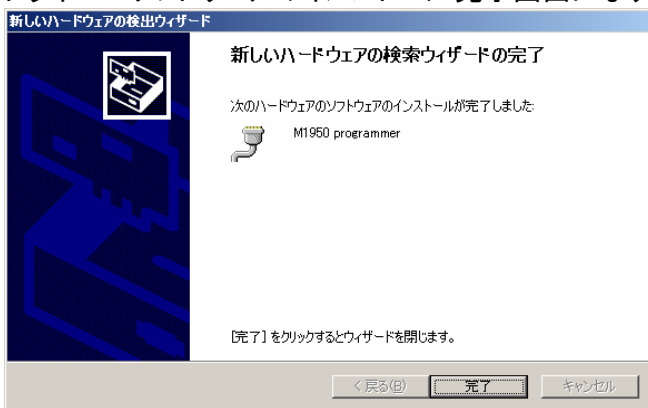 新しいハードウェアの検出ウィザード
新しいハードウェアの検索ウィザードの完了
次のハードウェアのソフトウェアのインストールが完了しました:
M1950 programmer
[完了] をクリックするとウィザードを閉じます。
< 戻る(B)
完了
キャンセル